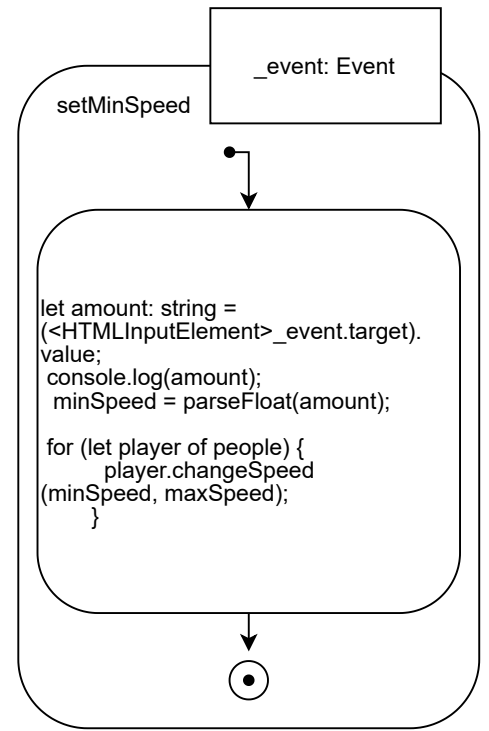 _event: Event
setMinSpeed
let amount: string =
(<HTMLInputElement>_event.target).
value;
console.log(amount);
minSpeed = parseFloat(amount);
for (let player of people) {
player.changeSpeed
(minSpeed, maxSpeed);
}